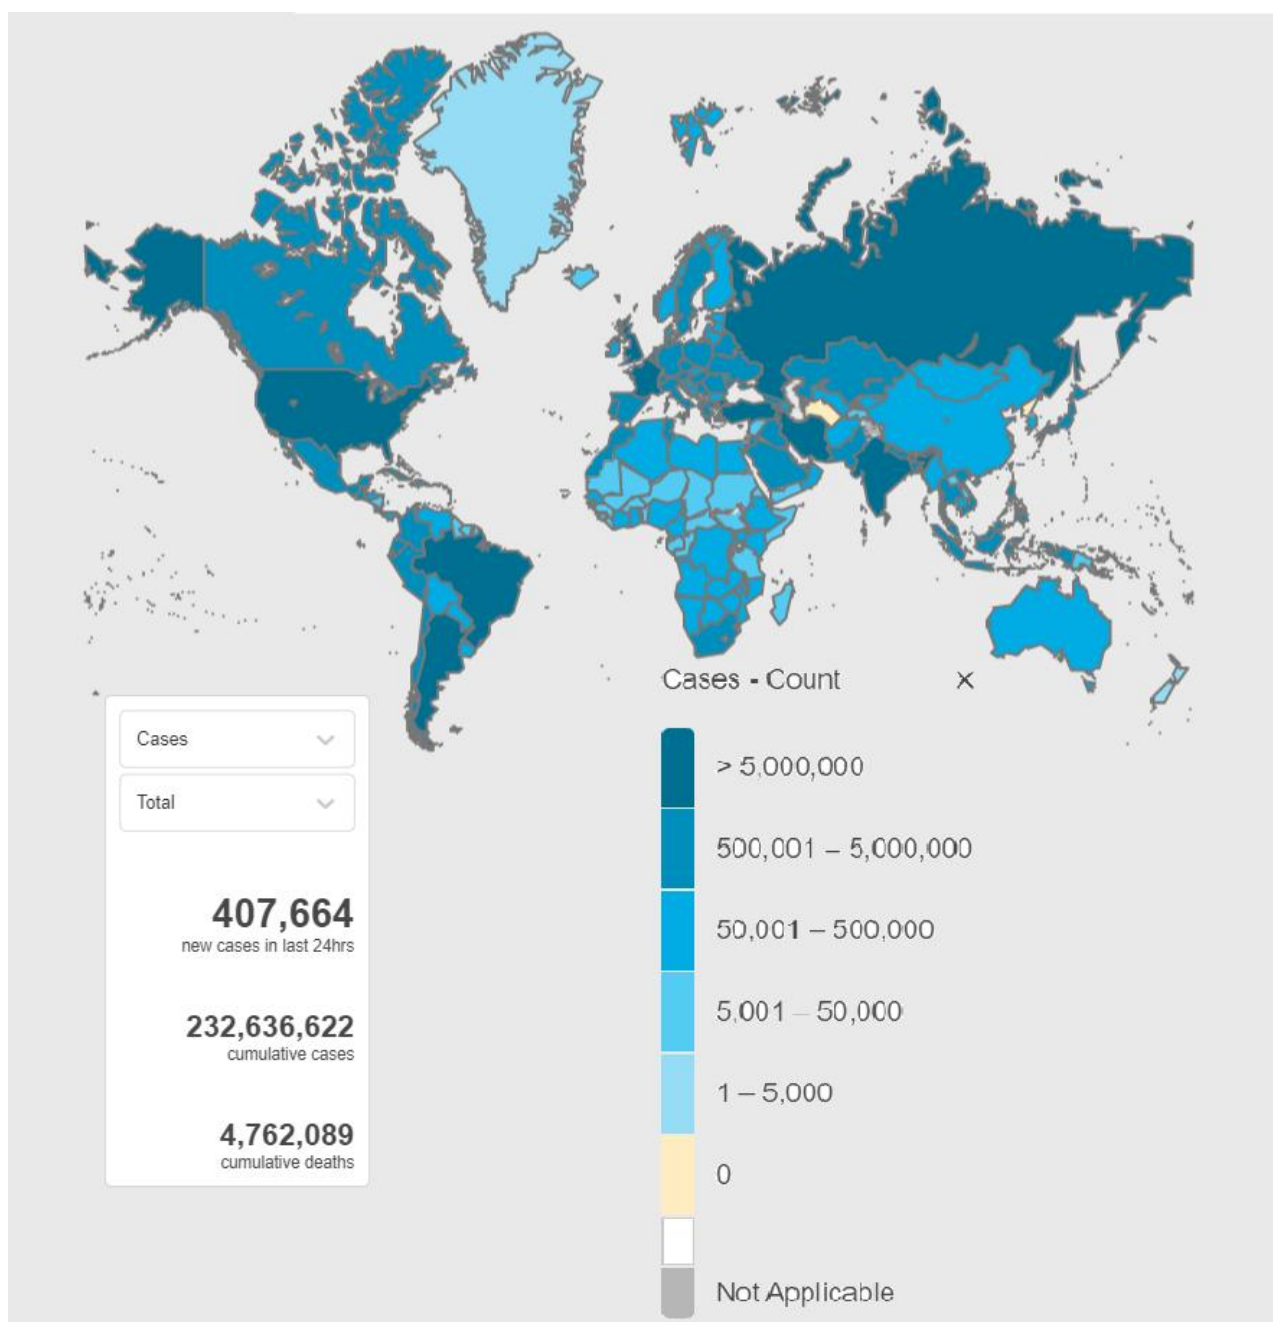 Cases - Count ×
> 5,000,000
500,001 – 5,000,000
50,001 – 500,000
5,001 – 50,000
1 – 5,000
0
Not Applicable
Cases
Total
407,664
new cases in last 24hrs
232,636,622
cumulative cases
4,762,089
cumulative deaths